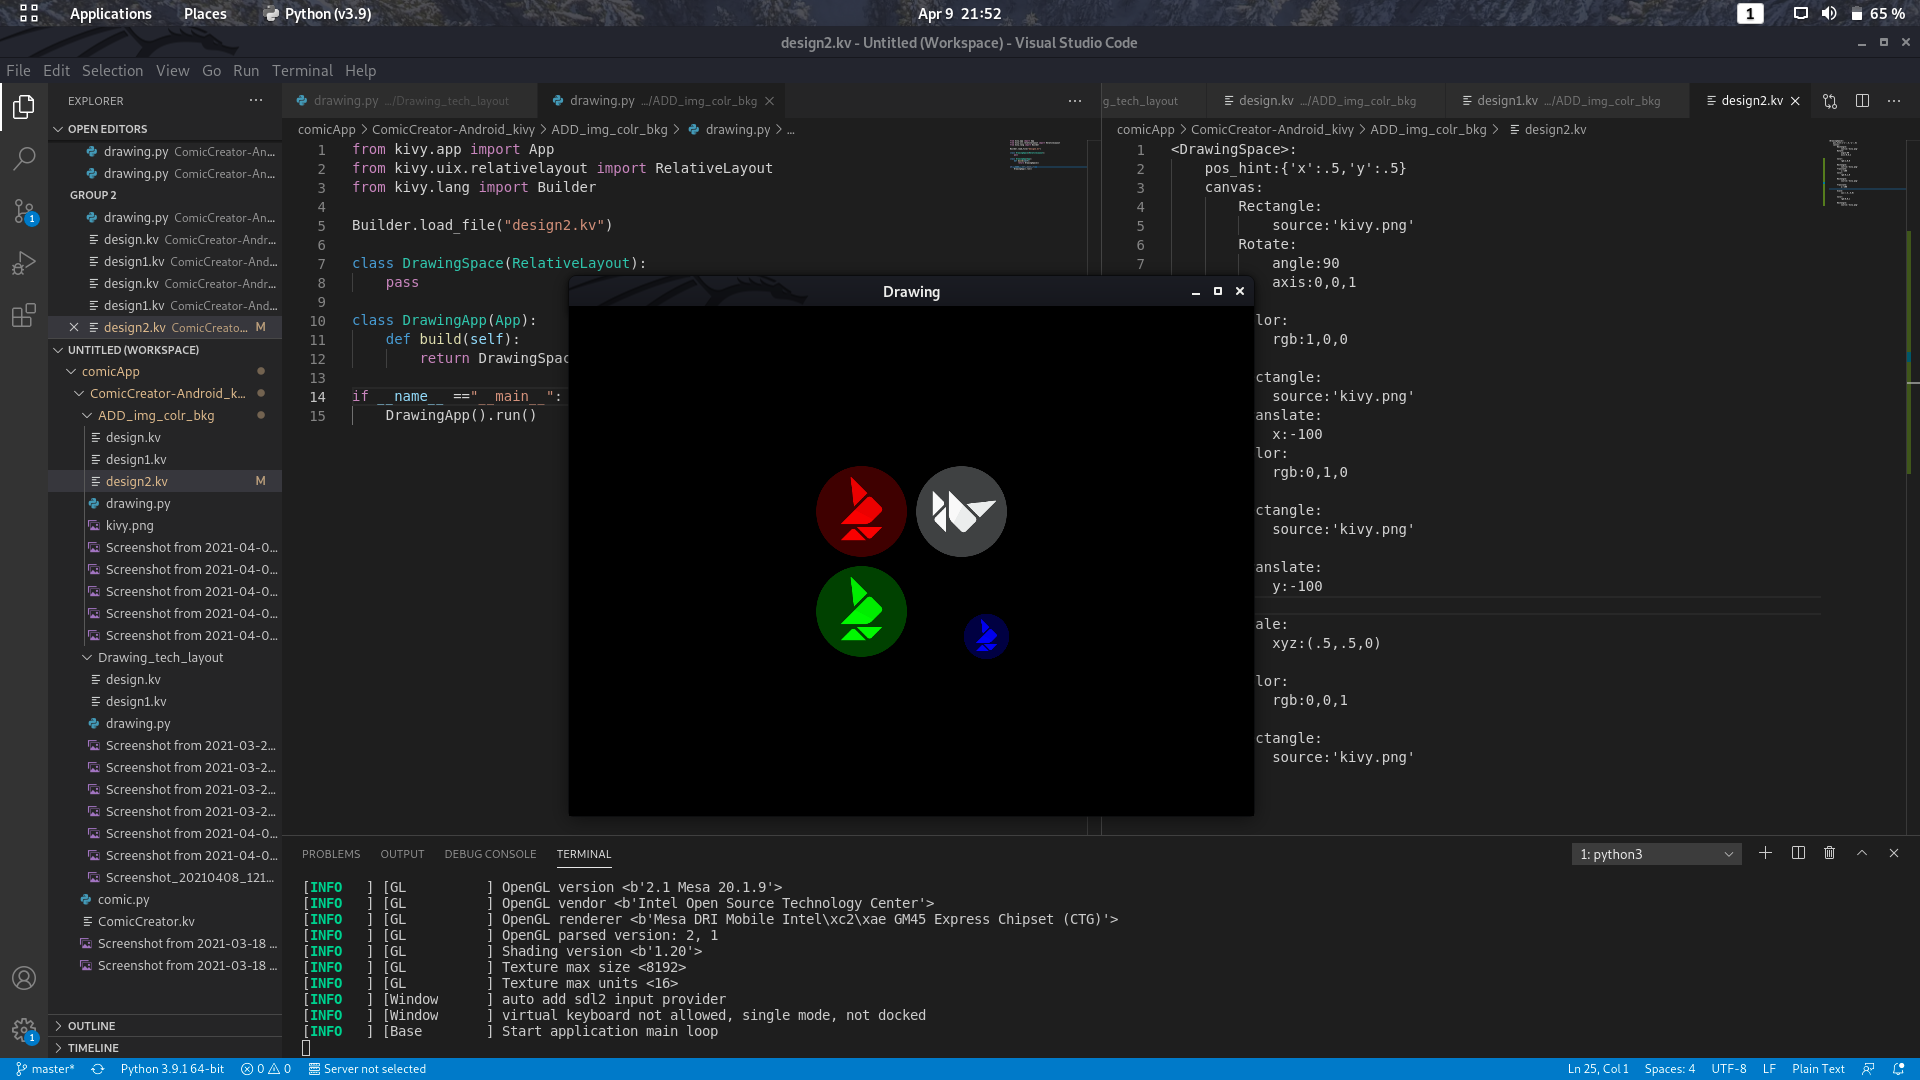 Applications Places Python (v3.9) Apr 9 21:52 1 65 %
design2.kv - Untitled (Workspace) - Visual Studio Code
File Edit Selection View Go Run Terminal Help
EXPLORER
OPEN EDITORS
drawing.py ComicCreator-An...
drawing.py ComicCreator-An...
GROUP 2
drawing.py ComicCreator-An...
design.kv ComicCreator-Andr...
design1.kv ComicCreator-And...
design.kv ComicCreator-Andr...
design1.kv ComicCreator-And...
design2.kv ComicCreato... M
UNTITLED (WORKSPACE)
comicApp
ComicCreator-Android_k...
ADD_img_colr_bkg
design.kv
design1.kv
design2.kv M
drawing.py
kivy.png
Screenshot from 2021-04-0...
Screenshot from 2021-04-0...
Screenshot from 2021-04-0...
Screenshot from 2021-04-0...
Screenshot from 2021-04-0...
Drawing_tech_layout
design.kv
design1.kv
drawing.py
Screenshot from 2021-03-2...
Screenshot from 2021-03-2...
Screenshot from 2021-03-2...
Screenshot from 2021-03-2...
Screenshot from 2021-04-0...
Screenshot from 2021-04-0...
Screenshot_20210408_121...
comic.py
ComicCreator.kv
Screenshot from 2021-03-18 ...
Screenshot from 2021-03-18 ...
OUTLINE
TIMELINE
1
1
drawing.py .../Drawing_tech_layout drawing.py .../ADD_img_colr_bkg
comicApp > ComicCreator-Android_kivy > ADD_img_colr_bkg > drawing.py > ...
1 from kivy.app import App
2 from kivy.uix.relativelayout import RelativeLayout
3 from kivy.lang import Builder
4
5 Builder.load_file("design2.kv")
6
7 class DrawingSpace(RelativeLayout):
8 pass
9
10 class DrawingApp(App):
11 def build(self):
12 return DrawingSpac
13
14 if __name__ =="__main__":
15 DrawingApp().run()
Drawing
g_tech_layout design.kv .../ADD_img_colr_bkg design1.kv .../ADD_img_colr_bkg design2.kv
comicApp > ComicCreator-Android_kivy > ADD_img_colr_bkg > design2.kv
1 <DrawingSpace>:
2 pos_hint:{'x':.5,'y':.5}
3 canvas:
4 Rectangle:
5 source:'kivy.png'
6 Rotate:
7 angle:90
axis:0,0,1
lor:
rgb:1,0,0
ctangle:
source:'kivy.png'
anslate:
x:-100
lor:
rgb:0,1,0
ctangle:
source:'kivy.png'
anslate:
y:-100
ale:
xyz:(.5,.5,0)
lor:
rgb:0,0,1
ctangle:
source:'kivy.png'
PROBLEMS OUTPUT DEBUG CONSOLE TERMINAL 1: python3
[INFO ] [GL ] OpenGL version <b'2.1 Mesa 20.1.9'>
[INFO ] [GL ] OpenGL vendor <b'Intel Open Source Technology Center'>
[INFO ] [GL ] OpenGL renderer <b'Mesa DRI Mobile Intel\xc2\xae GM45 Express Chipset (CTG)'>
[INFO ] [GL ] OpenGL parsed version: 2, 1
[INFO ] [GL ] Shading version <b'1.20'>
[INFO ] [GL ] Texture max size <8192>
[INFO ] [GL ] Texture max units <16>
[INFO ] [Window ] auto add sdl2 input provider
[INFO ] [Window ] virtual keyboard not allowed, single mode, not docked
[INFO ] [Base ] Start application main loop
master* Python 3.9.1 64-bit 0 0 Server not selected Ln 25, Col 1 Spaces: 4 UTF-8 LF Plain Text